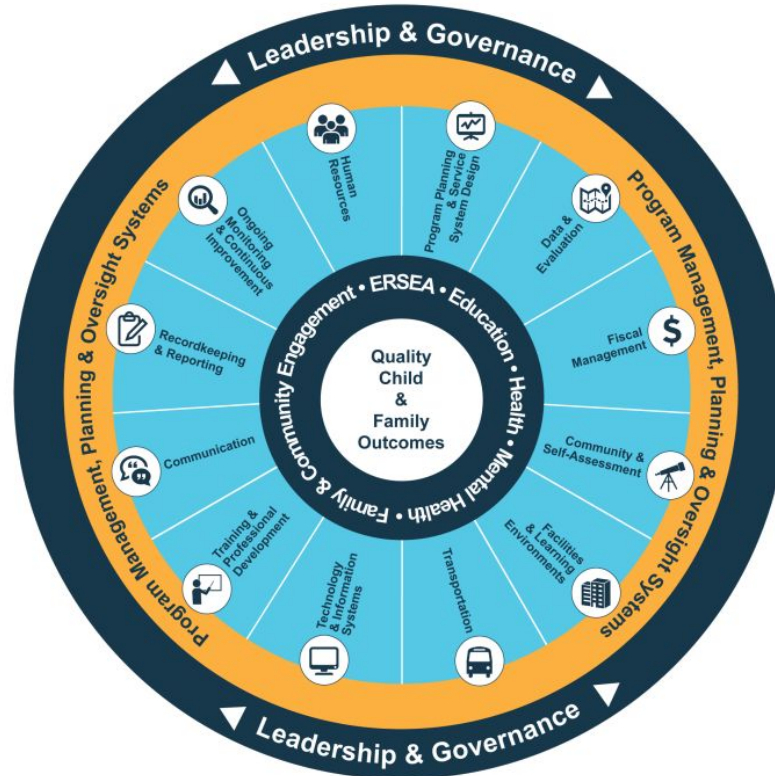 Leadership & Governance
Program Management, Planning & Oversight Systems
Program Management, Planning & Oversight Systems
Human
Resources
Program Planning
& Service
System Design
Data &
Evaluation
Fiscal
Management
Community &
Self-Assessment
Facilities
& Learning
Environments
Transportation
Technology
& Information
Systems
Training &
Professional
Development
Communication
Recordkeeping
& Reporting
Ongoing
Monitoring
& Continuous
Improvement
Family & Community Engagement • ERSEA • Education • Health • Mental Health •
Quality
Child
&
Family
Outcomes
$
Leadership & Governance